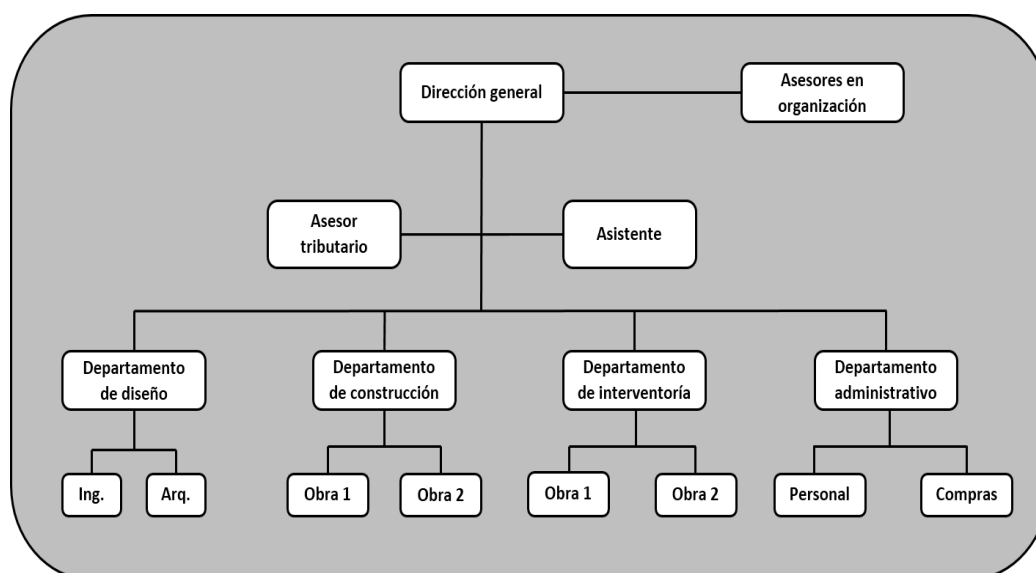 Dirección general
Asesores en
organización
Asesor
tributario
Asistente
Departamento
de diseño
Departamento
de construcción
Departamento
de interventoría
Departamento
administrativo
Ing.
Arq.
Obra 1
Obra 2
Obra 1
Obra 2
Personal
Compras